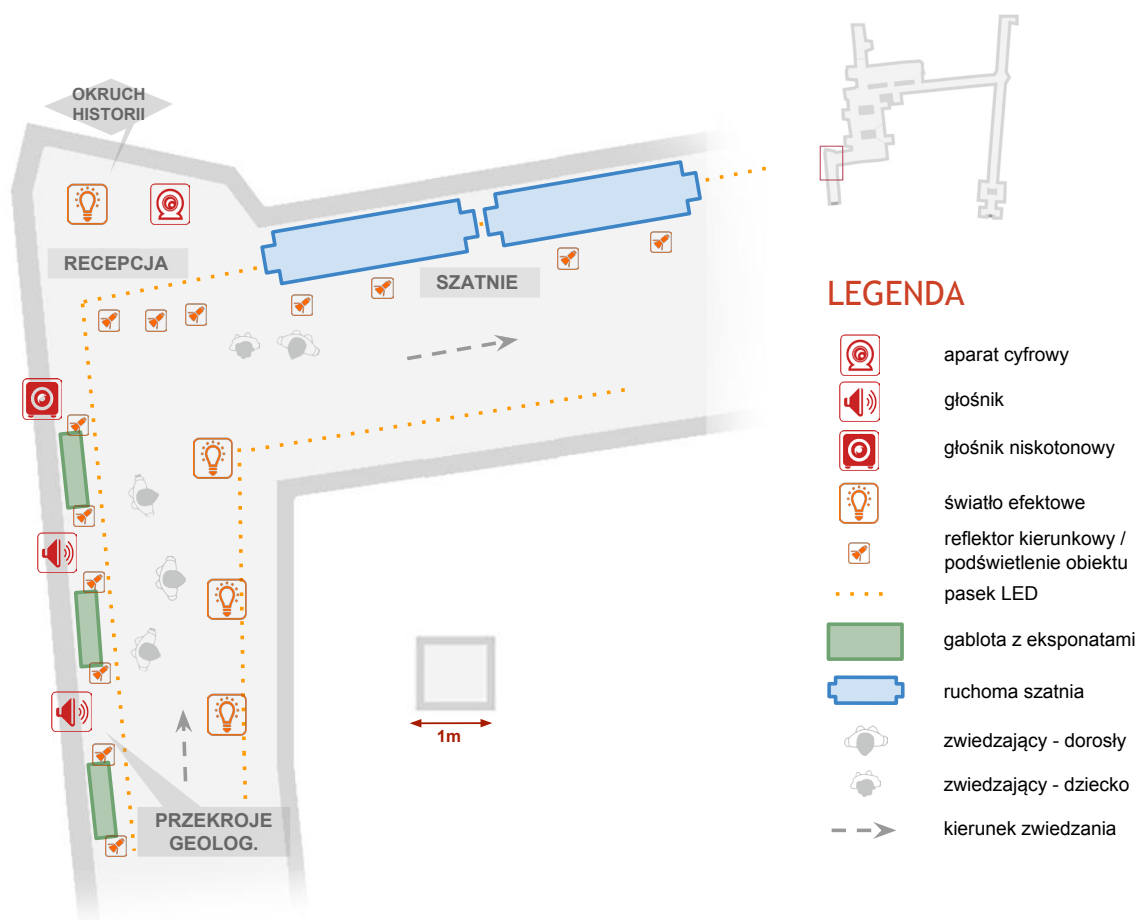 OKRUCH
HISTORII
RECEPCJA
SZATNIE
1m
PRZEKROJE
GEOLOG.
LEGENDA
aparat cyfrowy
głośnik
głośnik niskotonowy
światło efektowe
reflektor kierunkowy /
podświetlenie obiektu
pasek LED
gablota z eksponatami
ruchoma szatnia
zwiedzający - dorosły
zwiedzający - dziecko
kierunek zwiedzania